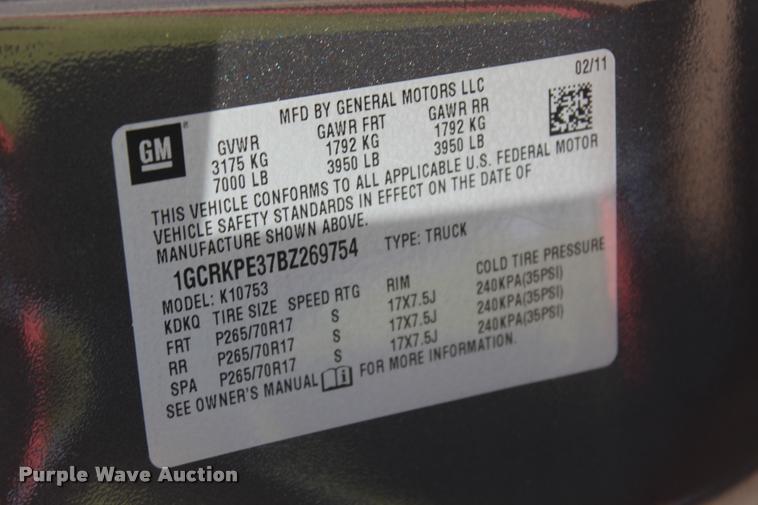 02/11
MFD BY GENERAL MOTORS LLC
GM ®
GVWR GAWR FRT GAWR RR
3175 KG 1792 KG 1792 KG
7000 LB 3950 LB 3950 LB
THIS VEHICLE CONFORMS TO ALL APPLICABLE U.S. FEDERAL MOTOR
VEHICLE SAFETY STANDARDS IN EFFECT ON THE DATE OF
MANUFACTURE SHOWN ABOVE.
1GCRKPE37BZ269754 TYPE: TRUCK
MODEL: K10753
KDKQ TIRE SIZE SPEED RTG RIM COLD TIRE PRESSURE
FRT P265/70R17 S 17X7.5J 240KPA(35PSI)
RR P265/70R17 S 17X7.5J 240KPA(35PSI)
SPA P265/70R17 S 17X7.5J 240KPA(35PSI)
SEE OWNER'S MANUAL i FOR MORE INFORMATION.
Purple Wave Auction